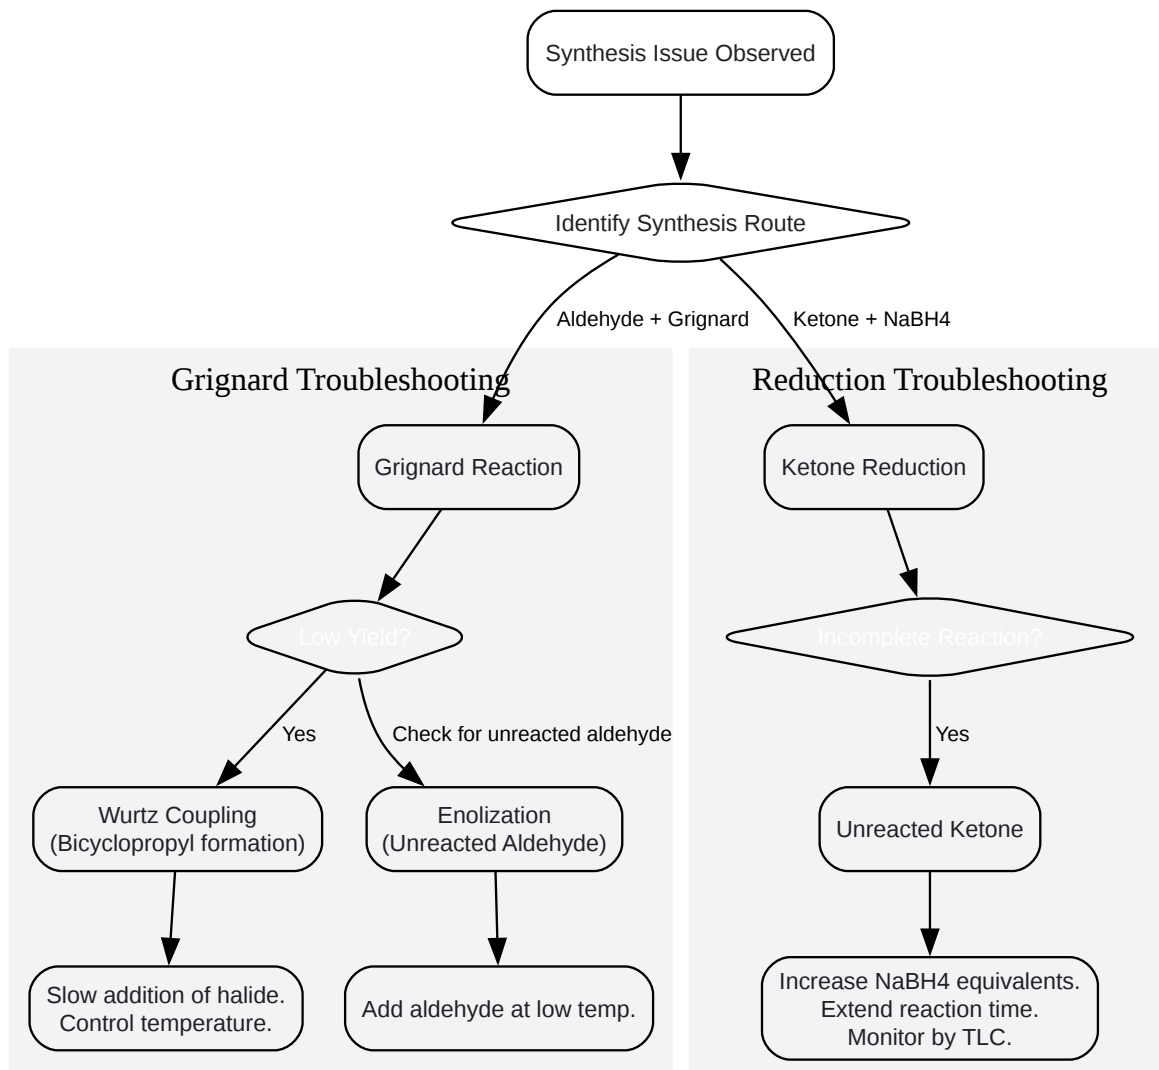 Synthesis Issue Observed
Identify Synthesis Route
Aldehyde + Grignard
Ketone + NaBH4
Grignard Troubleshooting
Reduction Troubleshooting
Grignard Reaction
Ketone Reduction
Low Yield?
Incomplete Reaction?
Yes
Check for unreacted aldehyde
Yes
Wurtz Coupling
(Bicyclopropyl formation)
Enolization
(Unreacted Aldehyde)
Unreacted Ketone
Slow addition of halide.
Control temperature.
Add aldehyde at low temp.
Increase NaBH4 equivalents.
Extend reaction time.
Monitor by TLC.